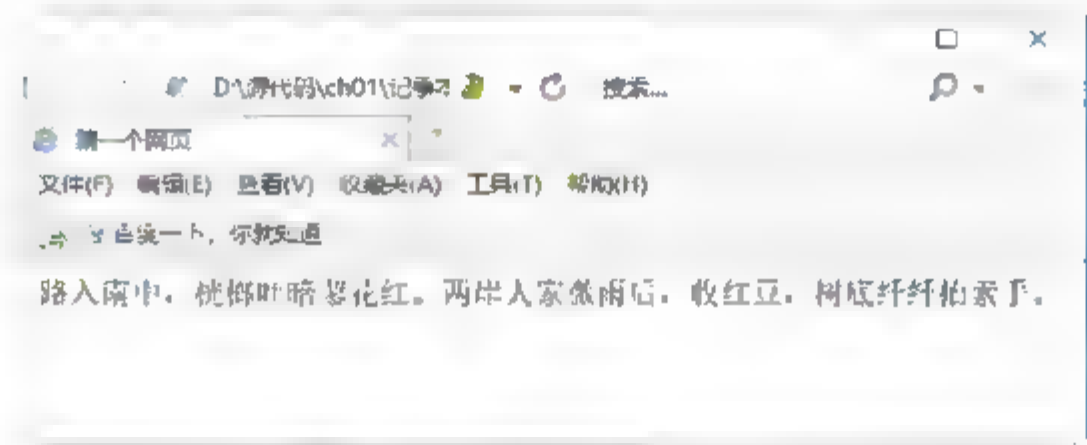 D:\源代码\ch01\记事 搜索...
第一个网页
文件(F) 编辑(E) 查看(V) 收藏夹(A) 工具(T) 帮助(H)
百度一下，你就知道
路入南中，桄榔叶暗蓼花红。两岸人家微雨后，收红豆，树底纤纤抬素手。